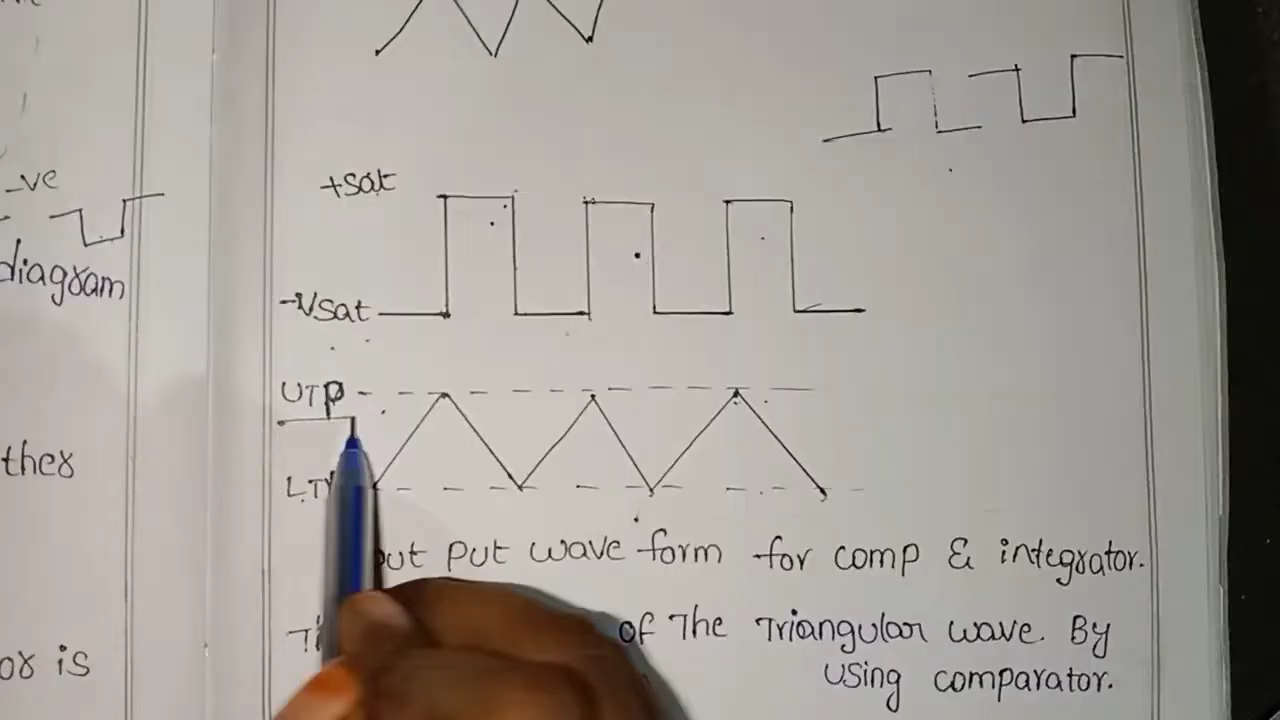 -ve
diagram
ther
or is
+sat
-Vsat
UTP
out put wave form for comp & integrator.
of The Triangular wave. By
using comparator.